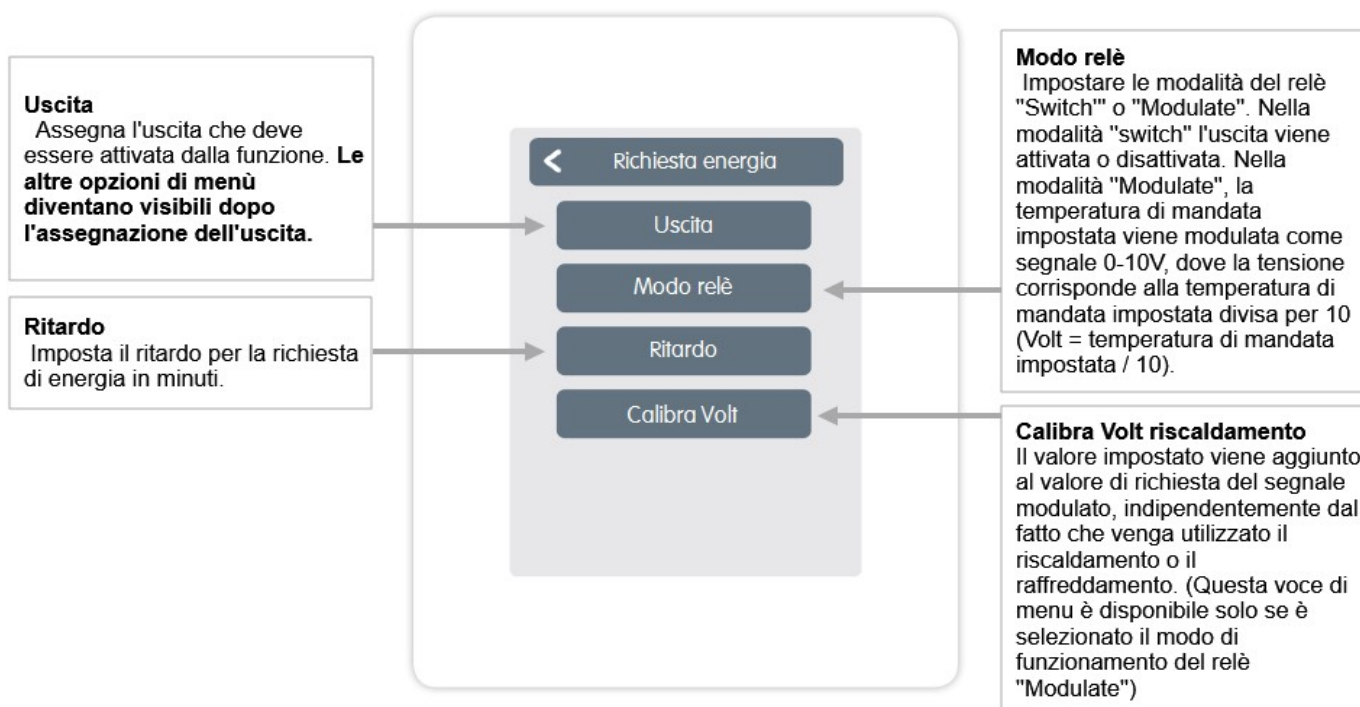 Uscita
Assegna l'uscita che deve
essere attivata dalla funzione. Le
altre opzioni di menù
diventano visibili dopo
l'assegnazione dell'uscita.
Ritardo
Imposta il ritardo per la richiesta
di energia in minuti.
Richiesta energia
Uscita
Modo relè
Ritardo
Calibra Volt
Modo relè
Impostare le modalità del relè
"Switch'" o "Modulate". Nella
modalità "switch" l'uscita viene
attivata o disattivata. Nella
modalità "Modulate", la
temperatura di mandata
impostata viene modulata come
segnale 0-10V, dove la tensione
corrisponde alla temperatura di
mandata impostata divisa per 10
(Volt = temperatura di mandata
impostata / 10).
Calibra Volt riscaldamento
Il valore impostato viene aggiunto
al valore di richiesta del segnale
modulato, indipendentemente dal
fatto che venga utilizzato il
riscaldamento o il
raffreddamento. (Questa voce di
menu è disponibile solo se è
selezionato il modo di
funzionamento del relè
"Modulate")